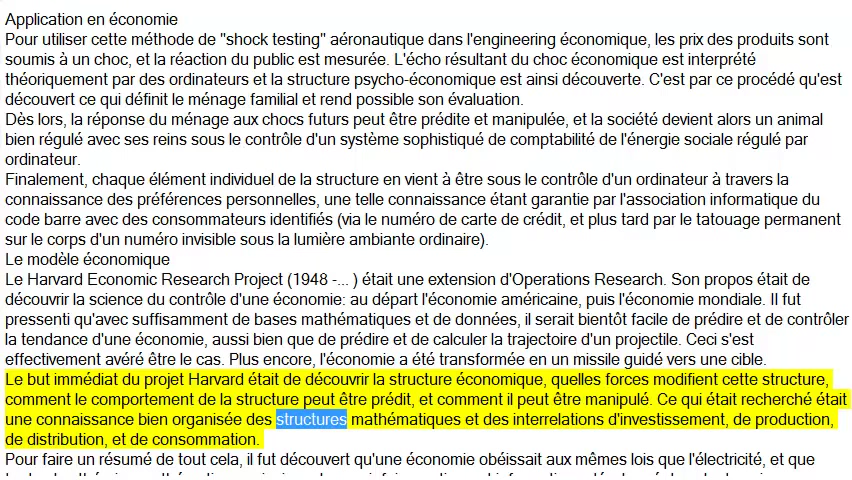 Application en économie
Pour utiliser cette méthode de "shock testing" aéronautique dans l'engineering économique, les prix des produits sont
soumis à un choc, et la réaction du public est mesurée. L'écho résultant du choc économique est interprété
théoriquement par des ordinateurs et la structure psycho-économique est ainsi découverte. C'est par ce procédé qu'est
découvert ce qui définit le ménage familial et rend possible son évaluation.
Dès lors, la réponse du ménage aux chocs futurs peut être prédite et manipulée, et la société devient alors un animal
bien régulé avec ses reins sous le contrôle d'un système sophistiqué de comptabilité de l'énergie sociale régulé par
ordinateur.
Finalement, chaque élément individuel de la structure en vient à être sous le contrôle d'un ordinateur à travers la
connaissance des préférences personnelles, une telle connaissance étant garantie par l'association informatique du
code barre avec des consommateurs identifiés (via le numéro de carte de crédit, et plus tard par le tatouage permanent
sur le corps d'un numéro invisible sous la lumière ambiante ordinaire).
Le modèle économique
Le Harvard Economic Research Project (1948 -... ) était une extension d'Operations Research. Son propos était de
découvrir la science du contrôle d'une économie: au départ l'économie américaine, puis l'économie mondiale. Il fut
pressenti qu'avec suffisamment de bases mathématiques et de données, il serait bientôt facile de prédire et de contrôler
la tendance d'une économie, aussi bien que de prédire et de calculer la trajectoire d'un projectile. Ceci s'est
effectivement avéré être le cas. Plus encore, l'économie a été transformée en un missile guidé vers une cible.
Le but immédiat du projet Harvard était de découvrir la structure économique, quelles forces modifient cette structure,
comment le comportement de la structure peut être prédit, et comment il peut être manipulé. Ce qui était recherché était
une connaissance bien organisée des structures mathématiques et des interrelations d'investissement, de production,
de distribution, et de consommation.
Pour faire un résumé de tout cela, il fut découvert qu'une économie obéissait aux mêmes lois que l'électricité, et que